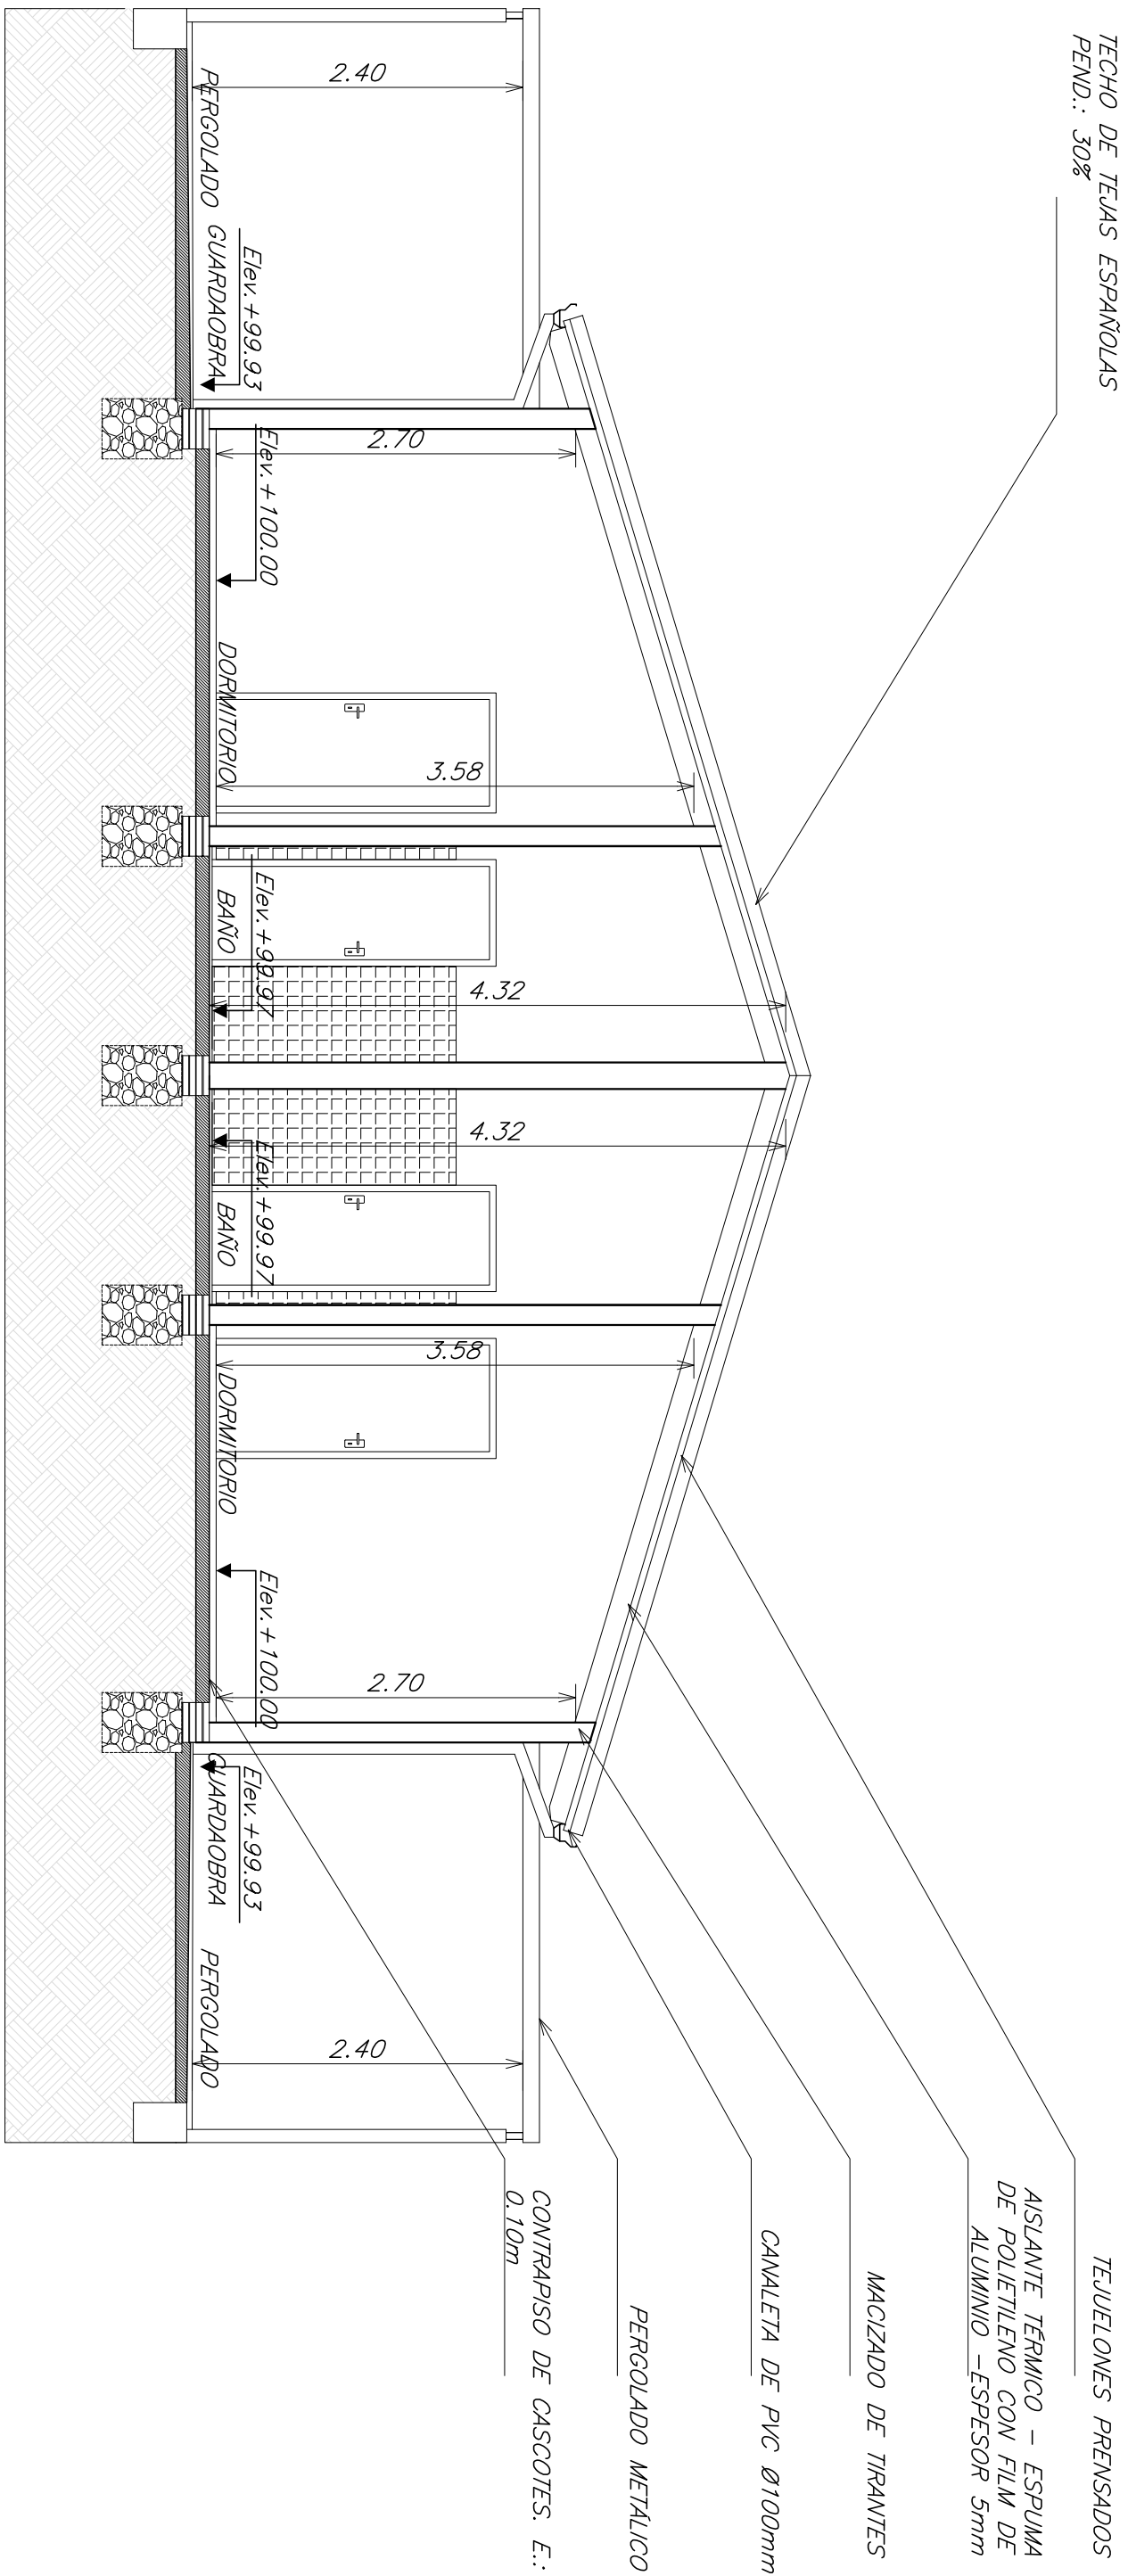 TECHO DE TEJAS ESPAÑOLAS
PEND.: 30%
TEJUELONES PRENSADOS
AISLANTE TÉRMICO - ESPUMA
DE POLIETILENO CON FILM DE
ALUMINIO -ESPESOR 5mm
MACIZADO DE TIRANTES
CANALETA DE PVC Ø100mm
PERGOLADO METÁLICO
CONTRAPISO DE CASCOTES. E.:
0.10m
2.40
2.70
3.58
4.32
4.32
3.58
2.70
2.40
Elev.+99.93
Elev.+100.00
Elev.+99.97
Elev.+99.97
Elev.+100.00
Elev.+99.93
PERGOLADO
GUARDAOBRA
DORMITORIO
BAÑO
BAÑO
DORMITORIO
GUARDAOBRA
PERGOLADO